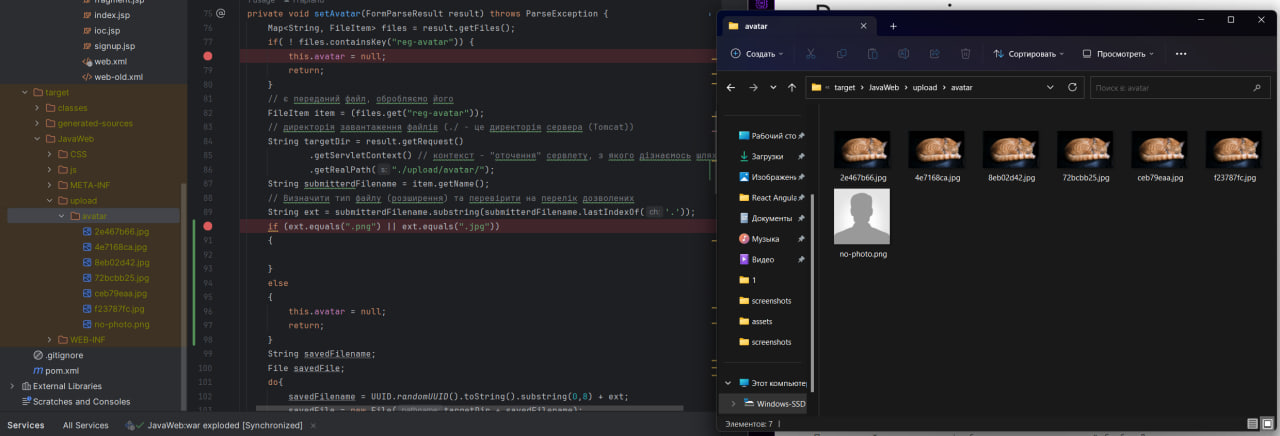 fragment.jsp
index.jsp
ioc.jsp
signup.jsp
web.xml
web-old.xml
target
classes
generated-sources
JavaWeb
CSS
js
META-INF
upload
avatar
2e467b66.jpg
4e7168ca.jpg
8eb02d42.jpg
72bcbb25.jpg
ceb79eaa.jpg
f23787fc.jpg
no-photo.png
WEB-INF
.gitignore
pom.xml
External Libraries
Scratches and Consoles
75 @ private void setAvatar(FormParseResult result) throws ParseException {
76 Map<String, FileItem> files = result.getFiles();
77 if( ! files.containsKey("reg-avatar")) {
this.avatar = null;
79 return;
80 }
81 // є переданий файл, обробляємо його
82 FileItem item = (files.get("reg-avatar"));
83 // директорія завантаження файлів (./ - це директорія сервера (Tomcat))
84 String targetDir = result.getRequest()
85 .getServletContext() // контекст - "оточення" сервлету, з якого дізнаємось шлях
86 .getRealPath( s: "./upload/avatar/");
87 String submitterdFilename = item.getName();
88 // Визначити тип файлу (розширення) та перевірити на перелік дозволених
89 String ext = submitterdFilename.substring(submitterdFilename.lastIndexOf( ch: '.'));
if (ext.equals(".png") || ext.equals(".jpg"))
91 {
92
93 }
94 else
95 {
96 this.avatar = null;
97 return;
98 }
99 String savedFilename;
100 File savedFile;
101 do{
102 savedFilename = UUID.randomUUID().toString().substring(0,8) + ext;
103 savedFile = new File( pathname: targetDir + savedFilename);
Services All Services JavaWeb:war exploded [Synchronized] ×
avatar
Создать
Сортировать
Просмотреть
« target > JavaWeb > upload > avatar
Поиск в: avatar
Рабочий сто
Загрузки
Изображени
React Angula
Документы
Музыка
Видео
1
screenshots
assets
screenshots
Этот компьютер
Windows-SSD
2e467b66.jpg
4e7168ca.jpg
8eb02d42.jpg
72bcbb25.jpg
ceb79eaa.jpg
f23787fc.jpg
no-photo.png
Элементов: 7